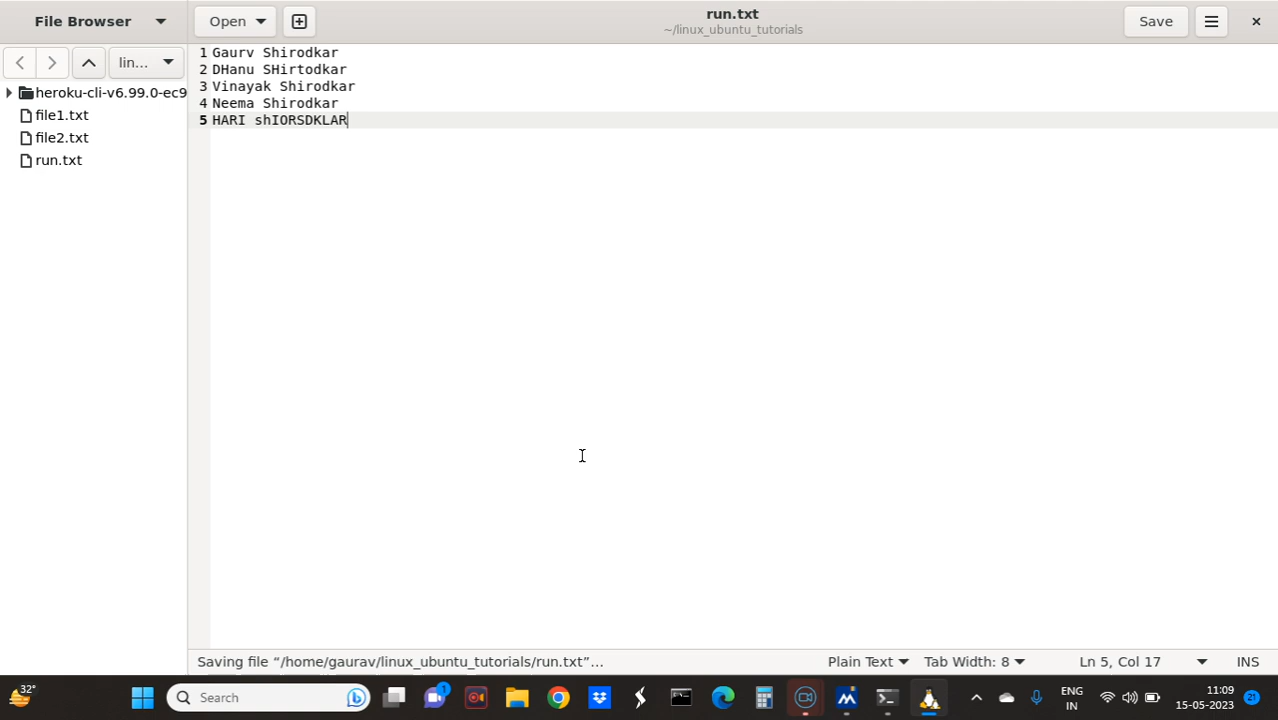 File Browser
Open
run.txt
~/linux_ubuntu_tutorials
Save
lin...
heroku-cli-v6.99.0-ec9
file1.txt
file2.txt
run.txt
1 Gaurv Shirodkar
2 DHanu SHirtodkar
3 Vinayak Shirodkar
4 Neema Shirodkar
5 HARI shIORSDKLAR
Saving file “/home/gaurav/linux_ubuntu_tutorials/run.txt”...
Plain Text
Tab Width: 8
Ln 5, Col 17
INS
32°
Search
1
ENG
IN
11:09
15-05-2023
21